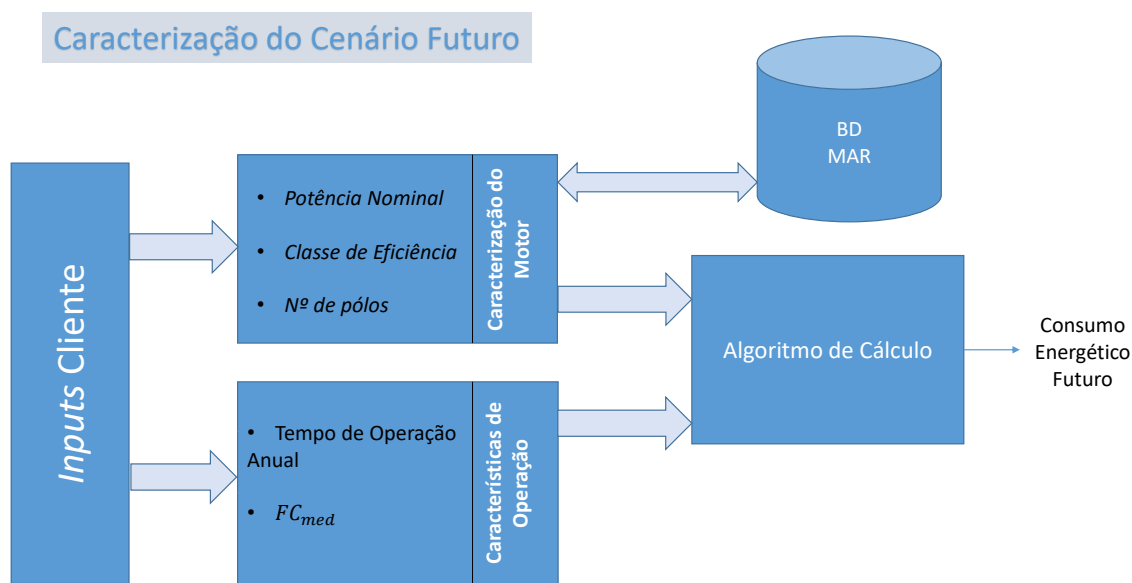 Caracterização do Cenário Futuro
BD
MAR
Inputs Cliente
• Potência Nominal
• Classe de Eficiência
• Nº de pólos
Caracterização do
Motor
• Tempo de Operação
Anual
• FCmed
Características de
Operação
Algoritmo de Cálculo
Consumo
Energético
Futuro